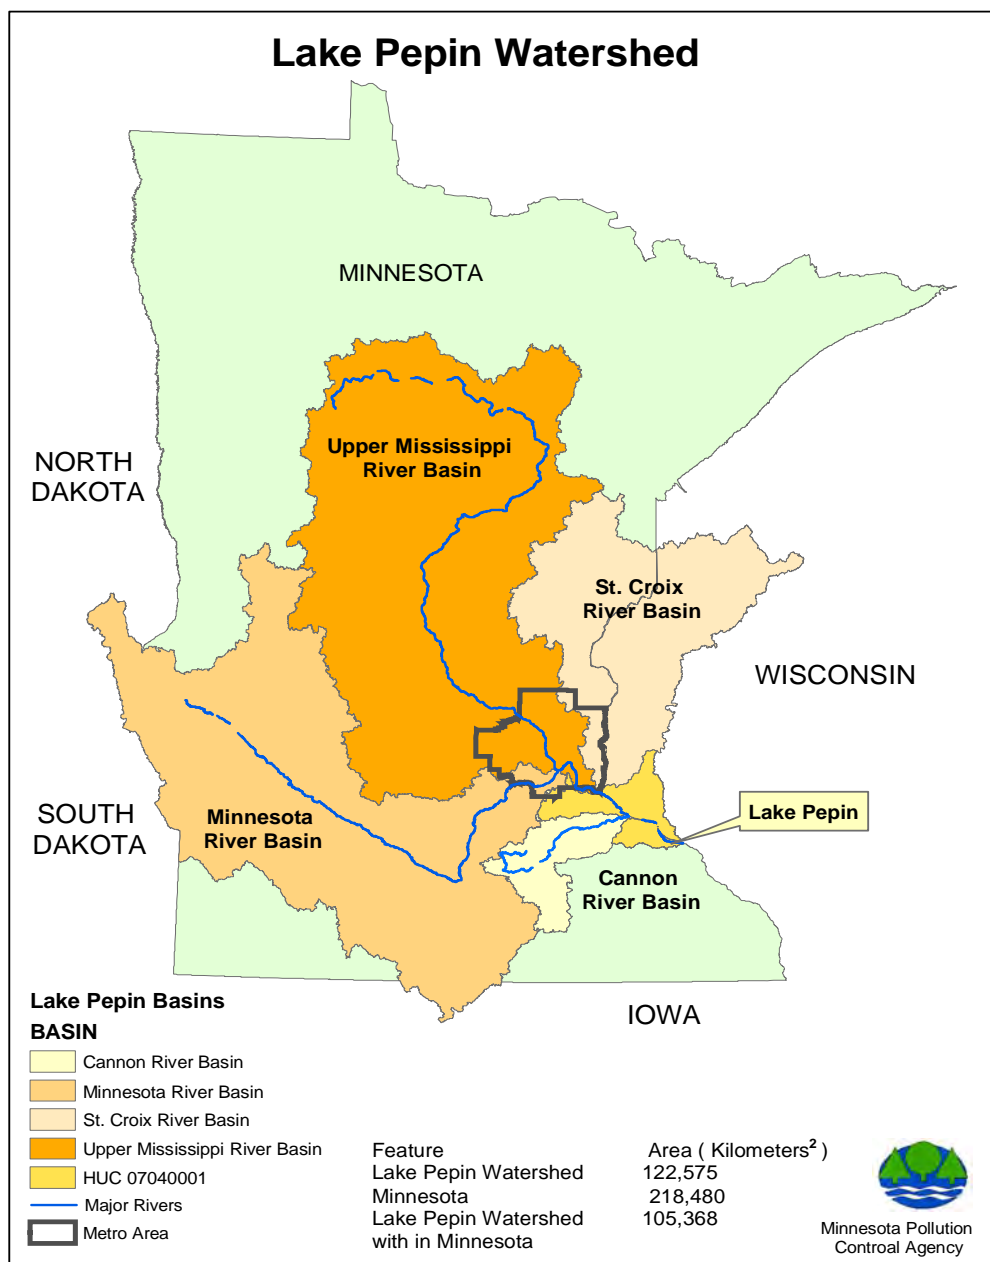 Lake Pepin Watershed
MINNESOTA
Upper Mississippi
River Basin
NORTH
DAKOTA
St. Croix
River Basin
WISCONSIN
SOUTH
DAKOTA
Minnesota
River Basin
Lake Pepin
Cannon
River Basin
IOWA
Lake Pepin Basins
BASIN
Cannon River Basin
Minnesota River Basin
St. Croix River Basin
Upper Mississippi River Basin
HUC 07040001
Major Rivers
Metro Area
Feature Area ( Kilometers² )
Lake Pepin Watershed 122,575
Minnesota 218,480
Lake Pepin Watershed 105,368
with in Minnesota
Minnesota Pollution
Controal Agency